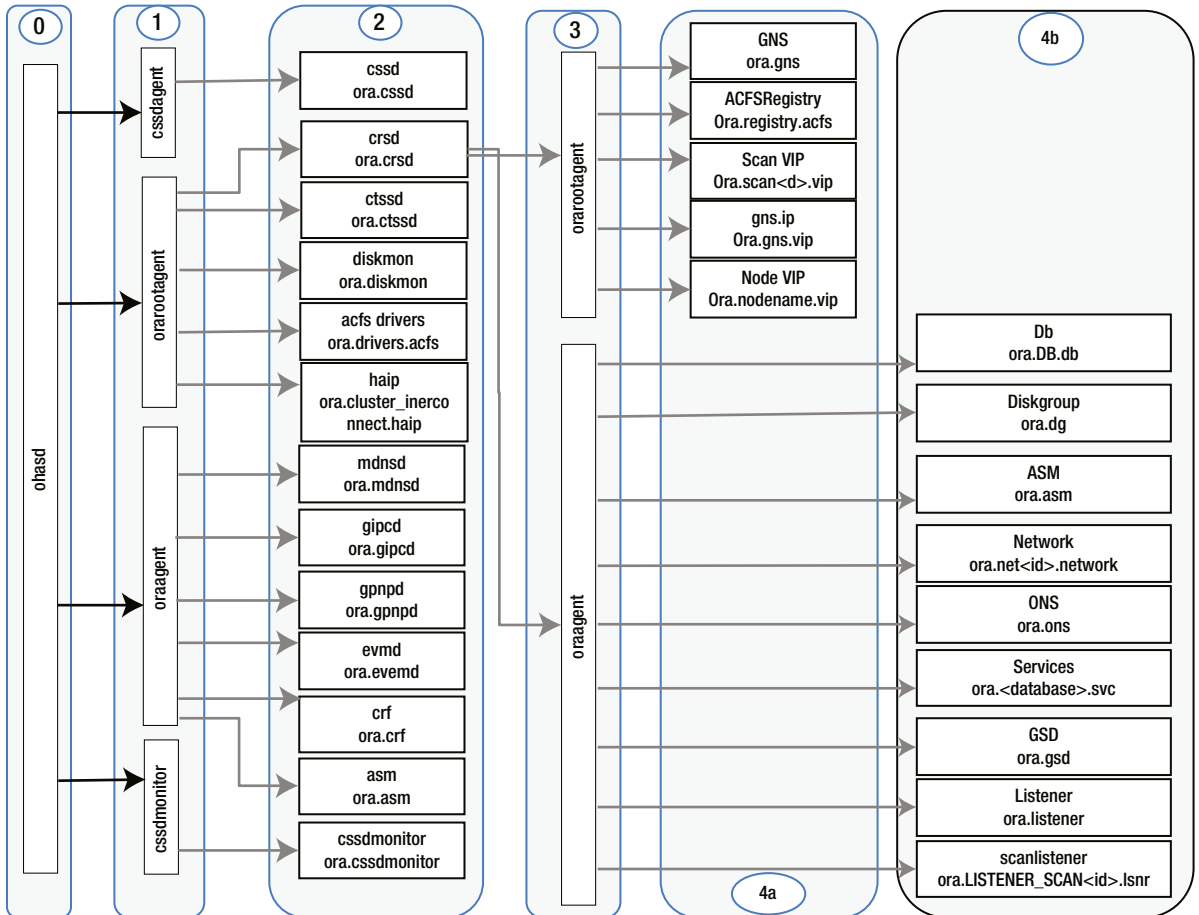 0
1
2
3
4a
4b
ohasd
cssdagent
orarootagent
oraagent
cssdmonitor
cssd
ora.cssd
crsd
ora.crsd
ctssd
ora.ctssd
diskmon
ora.diskmon
acfs drivers
ora.drivers.acfs
haip
ora.cluster_inerco
nnect.haip
mdnsd
ora.mdnsd
gipcd
ora.gipcd
gpnpd
ora.gpnpd
evmd
ora.evemd
crf
ora.crf
asm
ora.asm
cssdmonitor
ora.cssdmonitor
orarootagent
oraagent
GNS
ora.gns
ACFSRegistry
Ora.registry.acfs
Scan VIP
Ora.scan<d>.vip
gns.ip
Ora.gns.vip
Node VIP
Ora.nodename.vip
Db
ora.DB.db
Diskgroup
ora.dg
ASM
ora.asm
Network
ora.net<id>.network
ONS
ora.ons
Services
ora.<database>.svc
GSD
ora.gsd
Listener
ora.listener
scanlistener
ora.LISTENER_SCAN<id>.lsnr